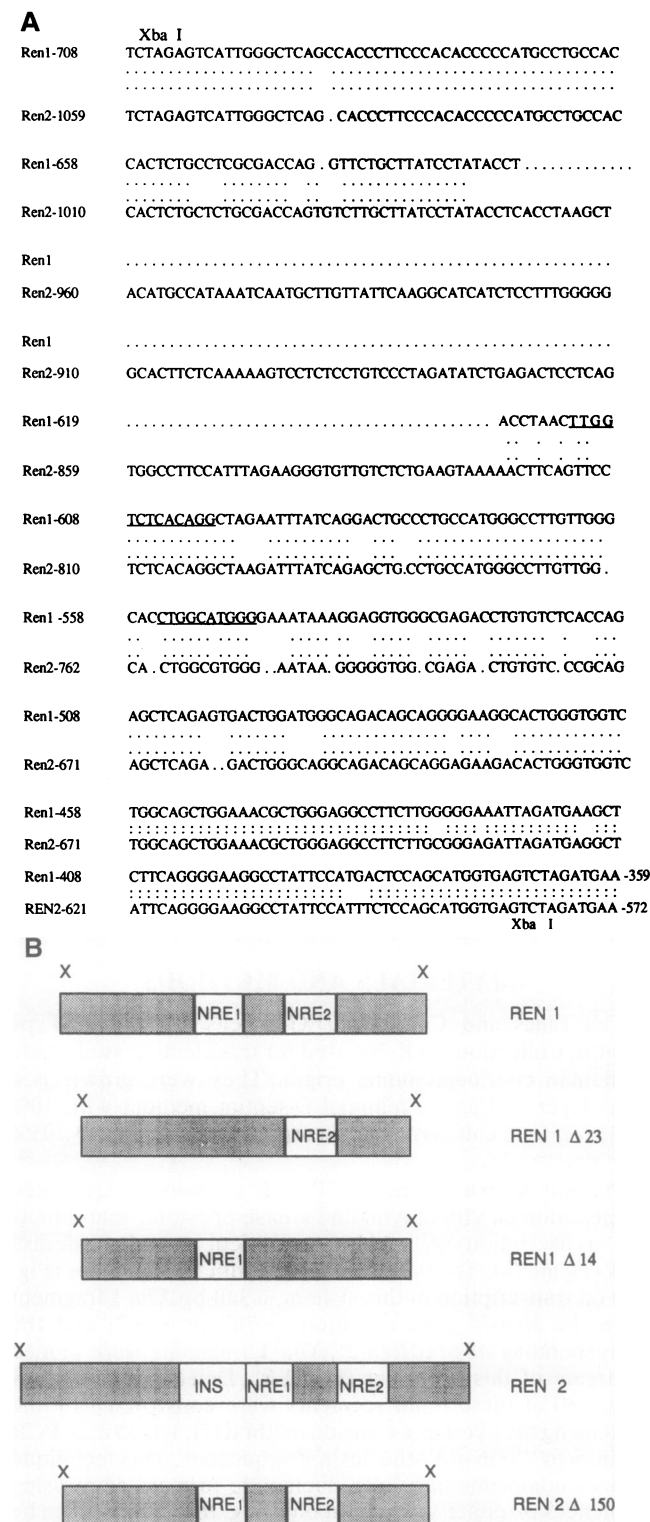 A
Xba I
Ren1-708 TCTAGAGTCATTGGGCTCAGCCACCCTTCCCACACCCCCATGCCTGCCAC
Ren2-1059 TCTAGAGTCATTGGGCTCAG . CACCCTTCCCACACCCCCATGCCTGCCAC
Ren1-658 CACTCTGCCTCGCGACCAG . GTTCTGCTTATCCTATACCT . . . . . . . . . . . . .
Ren2-1010 CACTCTGCTCTGCGACCAGTGTCTTGCTTATCCTATACCTCACCTAAGCT
Ren1 . . . . . . . . . . . . . . . . . . . . . . . . . . . . . . . . . . . . . . . . . . . . . . . . . .
Ren2-960 ACATGCCATAAATCAATGCTTGTTATTCAAGGCATCATCTCCTTTGGGGG
Ren1 . . . . . . . . . . . . . . . . . . . . . . . . . . . . . . . . . . . . . . . . . . . . . . . . . .
Ren2-910 GCACTTCTCAAAAAGTCCTCTCCTGTCCCTAGATATCTGAGACTCCTCAG
Ren1-619 . . . . . . . . . . . . . . . . . . . . . . . . . . . . . . . . . . . . . . ACCTAACTTGG
Ren2-859 TGGCCTTCCATTTAGAAGGGTGTTGTCTCTGAAGTAAAAACTTCAGTTCC
Ren1-608 TCTCACAGGCTAGAATTTATCAGGACTGCCCTGCCATGGGCCTTGTTGGG
Ren2-810 TCTCACAGGCTAAGATTTATCAGAGCTG.CCTGCCATGGGCCTTGTTGG .
Ren1 -558 CACCTGGCATGGGGAAATAAAGGAGGTGGGCGAGACCTGTGTCTCACCAG
Ren2-762 CA . CTGGCGTGGG . .AATAA. GGGGGTGG . CGAGA . CTGTGTC. CCGCAG
Ren1-508 AGCTCAGAGTGACTGGATGGGCAGACAGCAGGGGAAGGCACTGGGTGGTC
Ren2-671 AGCTCAGA . . GACTGGGCAGGCAGACAGCAGGAGAAGACACTGGGTGGTC
Ren1-458 TGGCAGCTGGAAACGCTGGGAGGCCTTCTTGGGGGAAATTAGATGAAGCT
Ren2-671 TGGCAGCTGGAAACGCTGGGAGGCCTTCTTGCGGGAGATTAGATGAGGCT
Ren1-408 CTTCAGGGGAAGGCCTATTCCATGACTCCAGCATGGTGAGTCTAGATGAA -359
REN2-621 ATTCAGGGGAAGGCCTATTCCATTTCTCCAGCATGGTGAGTCTAGATGAA -572
Xba I
B
X X
NRE1 NRE2 REN 1
X X
NRE2 REN 1 Δ 23
X X
NRE1 REN1 Δ 14
X X
INS NRE1 NRE2 REN 2
X X
NRE1 NRE2 REN 2 Δ 150